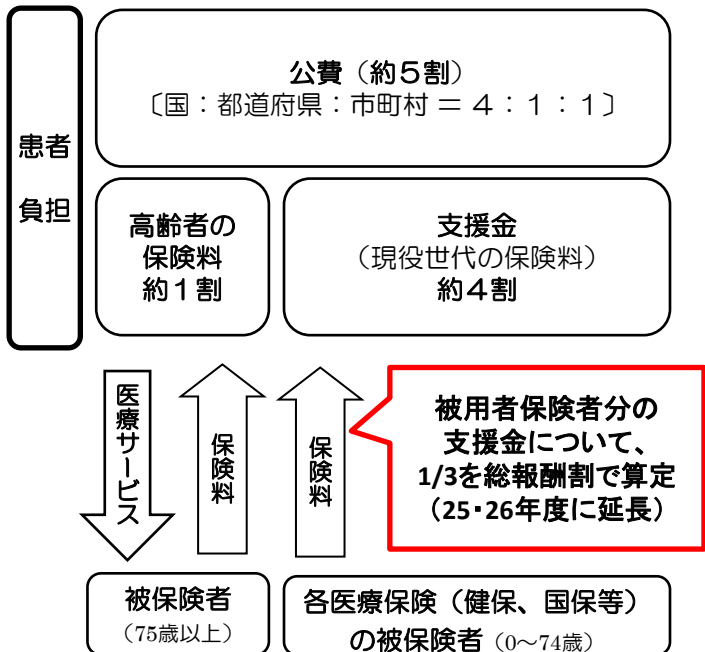 患者
負担
公費（約５割）
〔国：都道府県：市町村 ＝ ４：１：１〕
高齢者の
保険料
約１割
支援金
（現役世代の保険料）
約４割
医療サービス
保険料
保険料
被用者保険者分の
支援金について、
1/3を総報酬割で算定
（25・26年度に延長）
被保険者
（75歳以上）
各医療保険（健保、国保等）
の被保険者（0～74歳）